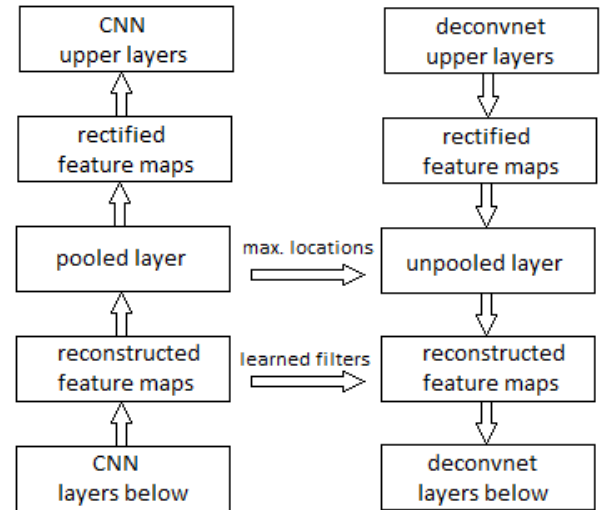 CNN
upper layers
deconvnet
upper layers
rectified
feature maps
rectified
feature maps
pooled layer
max. locations
unpooled layer
reconstructed
feature maps
learned filters
reconstructed
feature maps
CNN
layers below
deconvnet
layers below